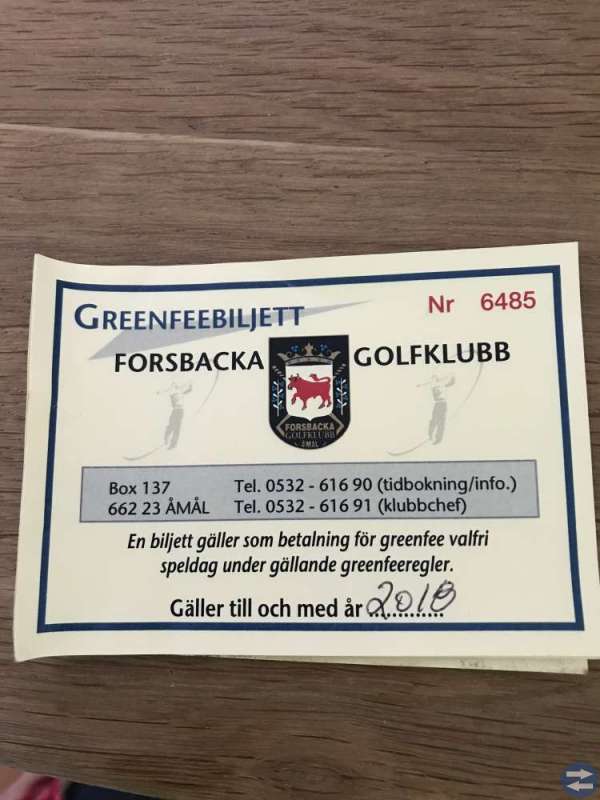 GREENFEEBILJETT
Nr 6485
FORSBACKA GOLFKLUBB
FORSBACKA
GOLFKLUBB
ÅMÅL
Box 137 Tel. 0532 - 616 90 (tidbokning/info.)
662 23 ÅMÅL Tel. 0532 - 616 91 (klubbchef)
En biljett gäller som betalning för greenfee valfri
speldag under gällande greenfeeregler.
Gäller till och med år 2018